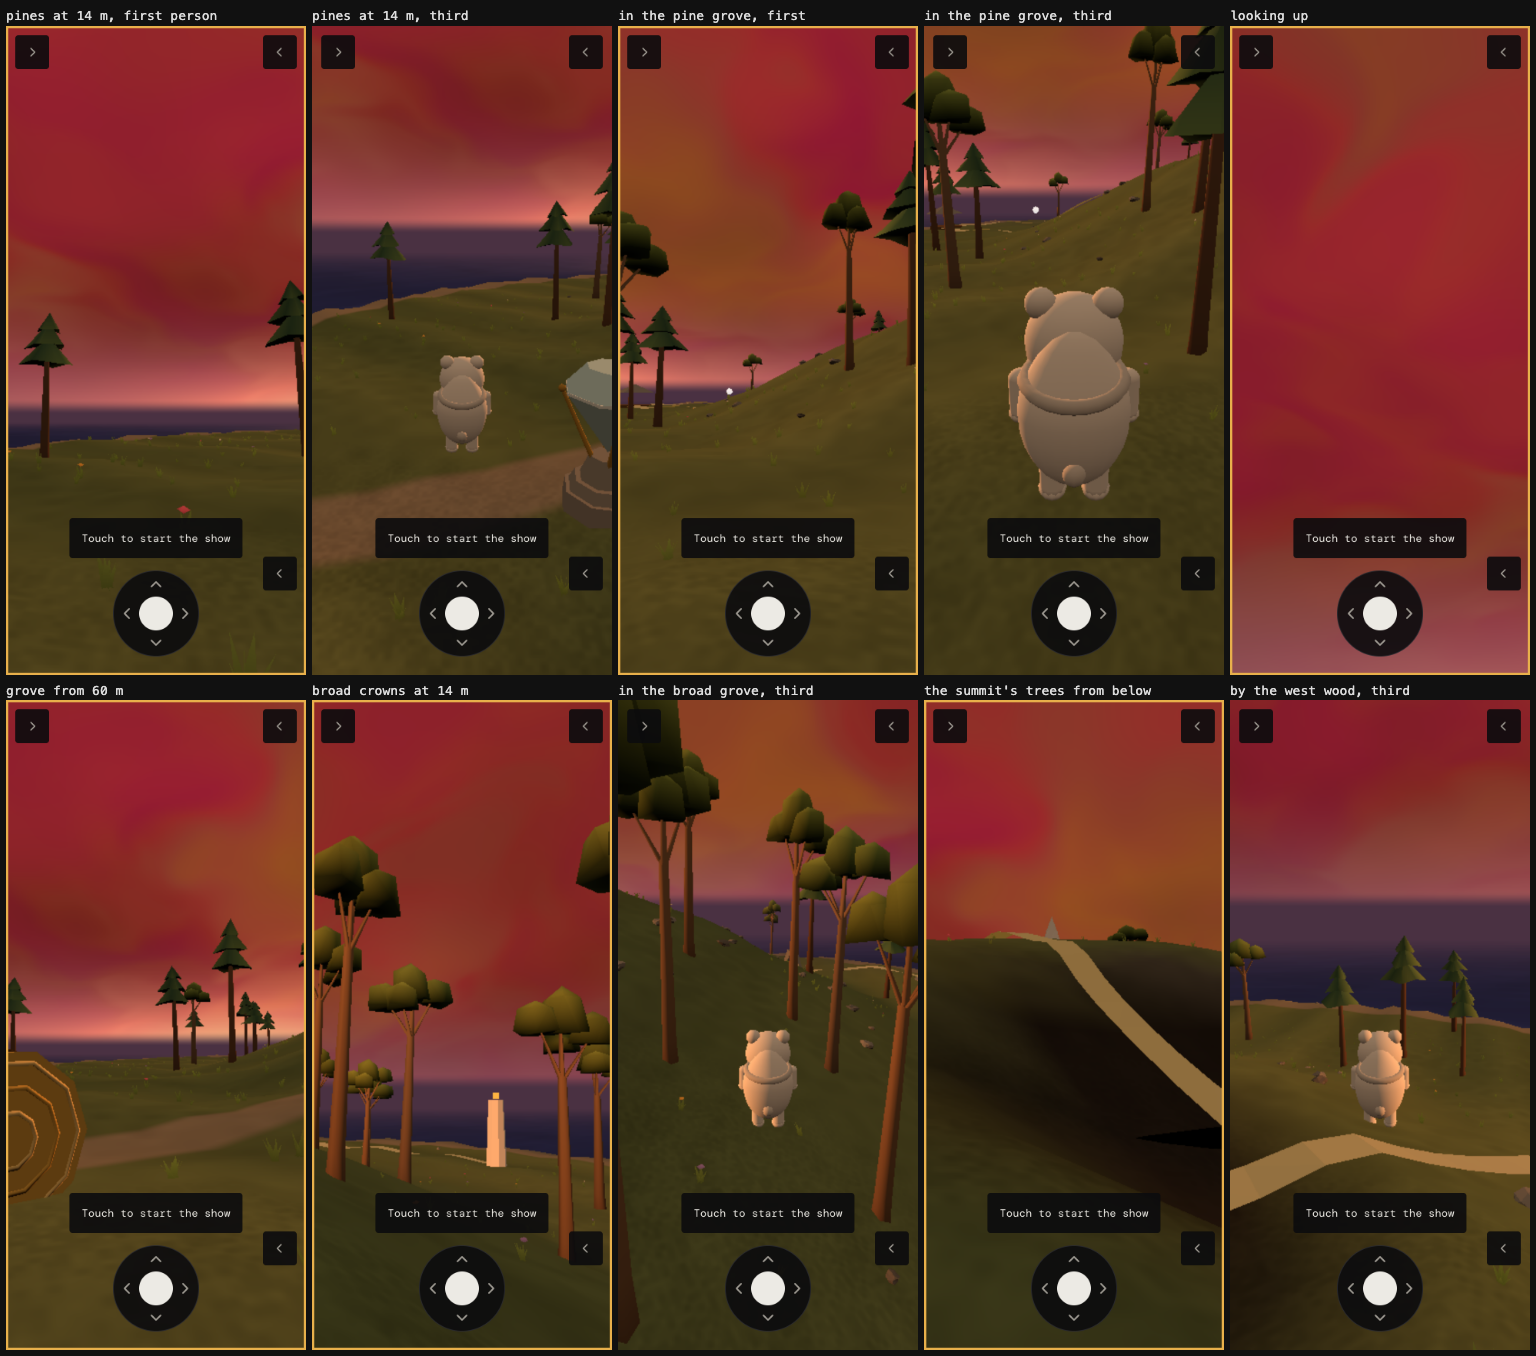 pines at 14 m, first person
pines at 14 m, third
in the pine grove, first
in the pine grove, third
looking up
Touch to start the show
Touch to start the show
Touch to start the show
Touch to start the show
Touch to start the show
grove from 60 m
broad crowns at 14 m
in the broad grove, third
the summit's trees from below
by the west wood, third
Touch to start the show
Touch to start the show
Touch to start the show
Touch to start the show
Touch to start the show